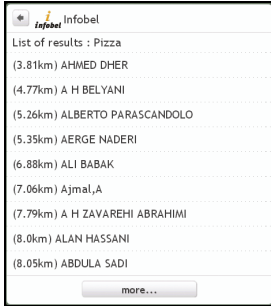 infobel Infobel
List of results : Pizza
(3.81km) AHMED DHER
(4.77km) A H BELYANI
(5.26km) ALBERTO PARASCANDOLO
(5.35km) AERGE NADERI
(6.88km) ALI BABAK
(7.06km) Ajmal,A
(7.79km) A H ZAVAREHI ABRAHIMI
(8.0km) ALAN HASSANI
(8.05km) ABDULA SADI
more...